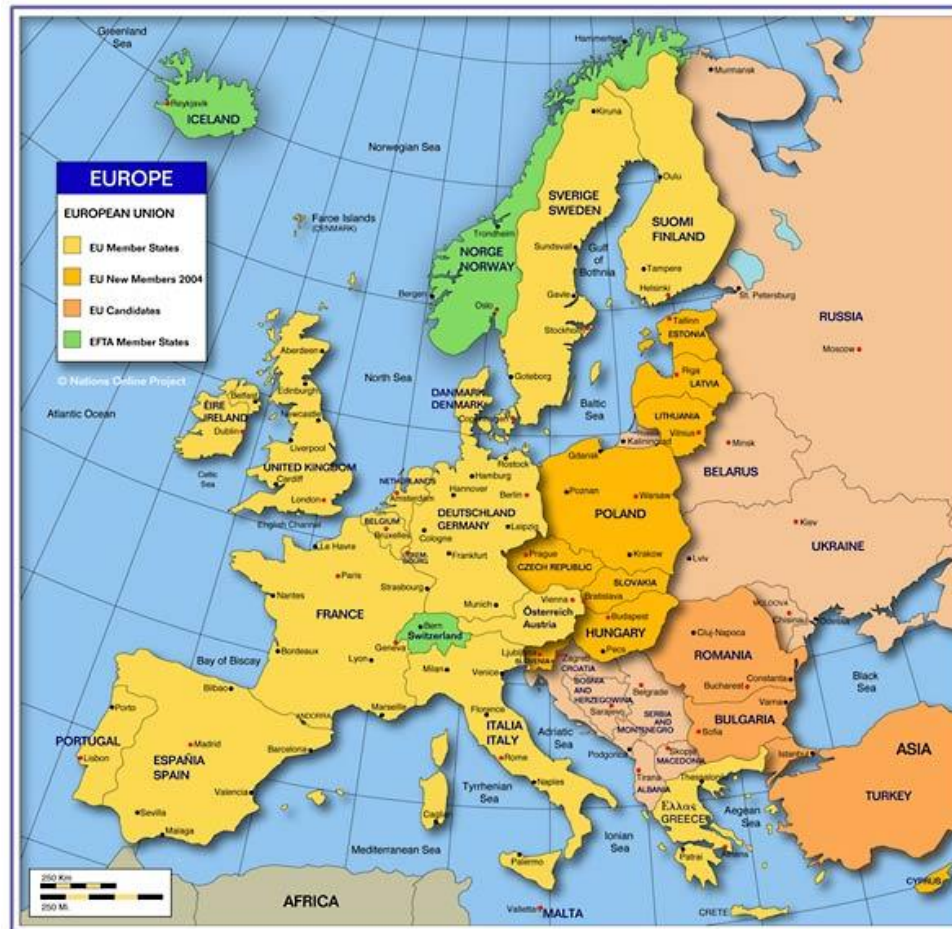 Greenland
Sea
Hammerfest
Murmansk
Reykjavik
ICELAND
Kiruna
Norwegian Sea
EUROPE
EUROPEAN UNION
EU Member States
EU New Members 2004
EU Candidates
EFTA Member States
© Nations Online Project
Oulu
SVERIGE
SWEDEN
SUOMI
FINLAND
Faroe Islands
(DENMARK)
Trondheim
NORGE
NORWAY
Sundsvall
Gulf
of
Bothnia
Tampere
Helsinki
Bergen
Oslo
Gavle
Stockholm
St. Petersburg
RUSSIA
Moscow
Tallinn
ESTONIA
Riga
LATVIA
LITHUANIA
Vilnius
Kaliningrad
Minsk
BELARUS
Aberdeen
Edinburgh
North Sea
Goteborg
DANMARK
DENMARK
Baltic
Sea
Atlantic Ocean
Belfast
ÉIRE
IRELAND
Dublin
Newcastle
Liverpool
UNITED KINGDOM
Cardiff
London
Celtic
Sea
English Channel
Gdansk
Rostock
Hamburg
NETHERLANDS
Amsterdam
Hannover
Berlin
Poznan
Warsaw
POLAND
DEUTSCHLAND
GERMANY
Leipzig
BELGIUM
Bruxelles
Cologne
Frankfurt
Prague
CZECH REPUBLIC
Krakow
Lviv
Kiev
UKRAINE
Le Havre
Paris
Strasbourg
SLOVAKIA
Bratislava
Vienna
Munich
Österreich
Austria
Nantes
FRANCE
Budapest
HUNGARY
Pecs
MOLDOVA
Chisinau
Odessa
Bern
Switzerland
Geneva
Cluj-Napoca
ROMANIA
Bay of Biscay
Bordeaux
Lyon
Milan
Venice
Ljubljana
SLOVENIA
Zagreb
CROATIA
BOSNIA
AND
HERZEGOWINA
Sarajevo
Belgrade
SERBIA
AND
MONTENEGRO
Bucharest
Constanta
Black
Sea
Varna
BULGARIA
Sofia
Bilbao
Porto
ANDORRA
Marseille
Florence
ITALIA
ITALY
Adriatic
Sea
Podgorica
Skopje
MACEDONIA
Istanbul
ASIA
PORTUGAL
Lisbon
Madrid
ESPAÑIA
SPAIN
Barcelona
Valencia
Rome
Naples
Tirana
ALBANIA
Thessaloni
TURKEY
Tyrrhenian
Sea
Ελλας
GREECE
Aegean
Sea
Sevilla
Malaga
Cagliari
Ionian
Sea
Patrai
Athens
Mediterranean Sea
Palermo
CYPRUS
250 Km
250 Mi.
AFRICA
Valletta
MALTA
CRETE